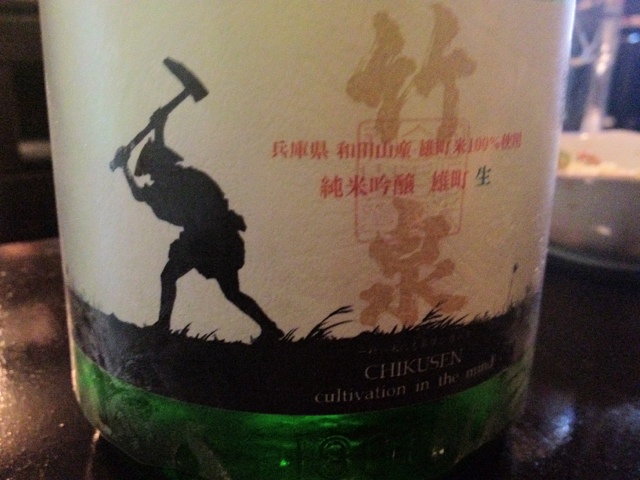 竹泉
兵庫県 和田山産 雄町米100%使用
純米吟醸 雄町 生
CHIKUSEN
cultivation in the mind